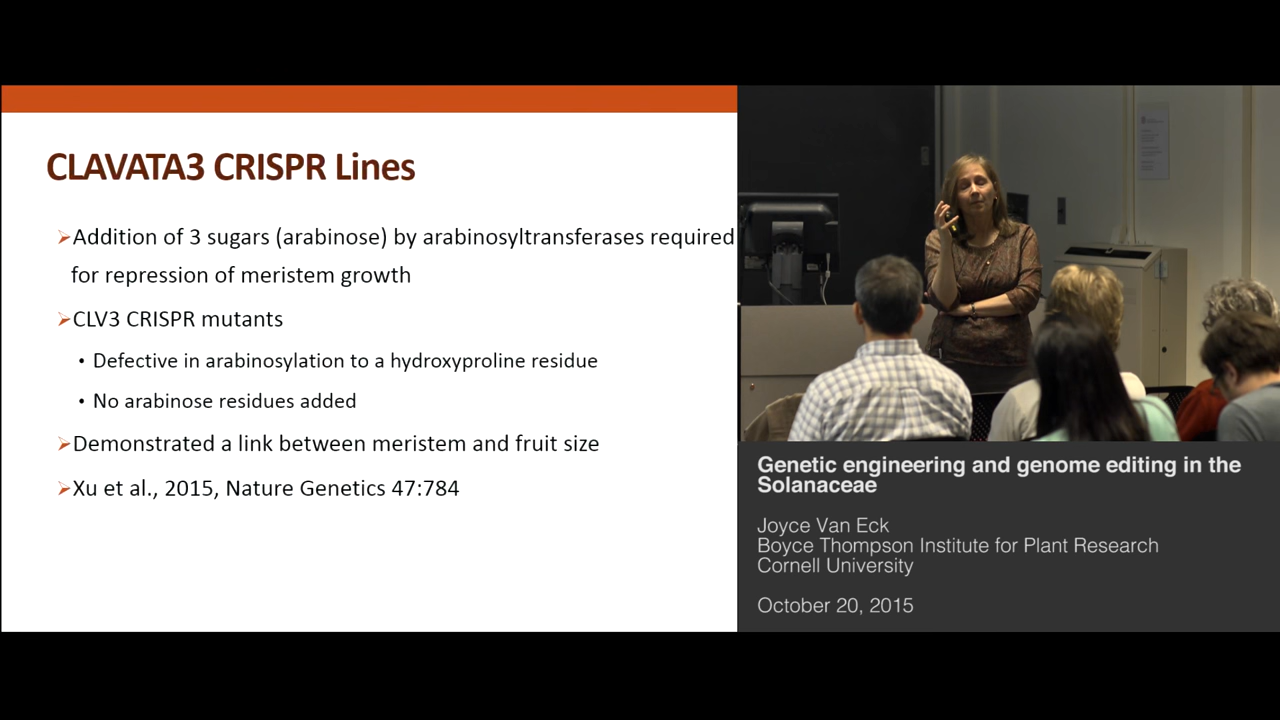 CLAVATA3 CRISPR Lines
➢Addition of 3 sugars (arabinose) by arabinosyltransferases required
for repression of meristem growth
➢CLV3 CRISPR mutants
• Defective in arabinosylation to a hydroxyproline residue
• No arabinose residues added
➢Demonstrated a link between meristem and fruit size
➢Xu et al., 2015, Nature Genetics 47:784
Genetic engineering and genome editing in the
Solanaceae
Joyce Van Eck
Boyce Thompson Institute for Plant Research
Cornell University
October 20, 2015